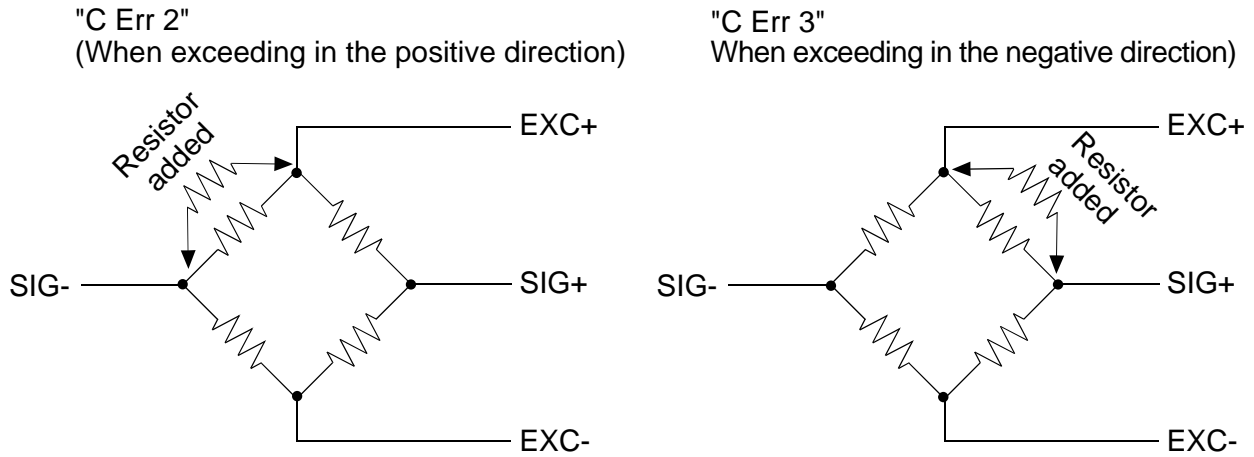 "C Err 2"
(When exceeding in the positive direction)
Resistor
added
EXC+
SIG-
SIG+
EXC-
"C Err 3"
When exceeding in the negative direction)
EXC+
Resistor
added
SIG-
SIG+
EXC-